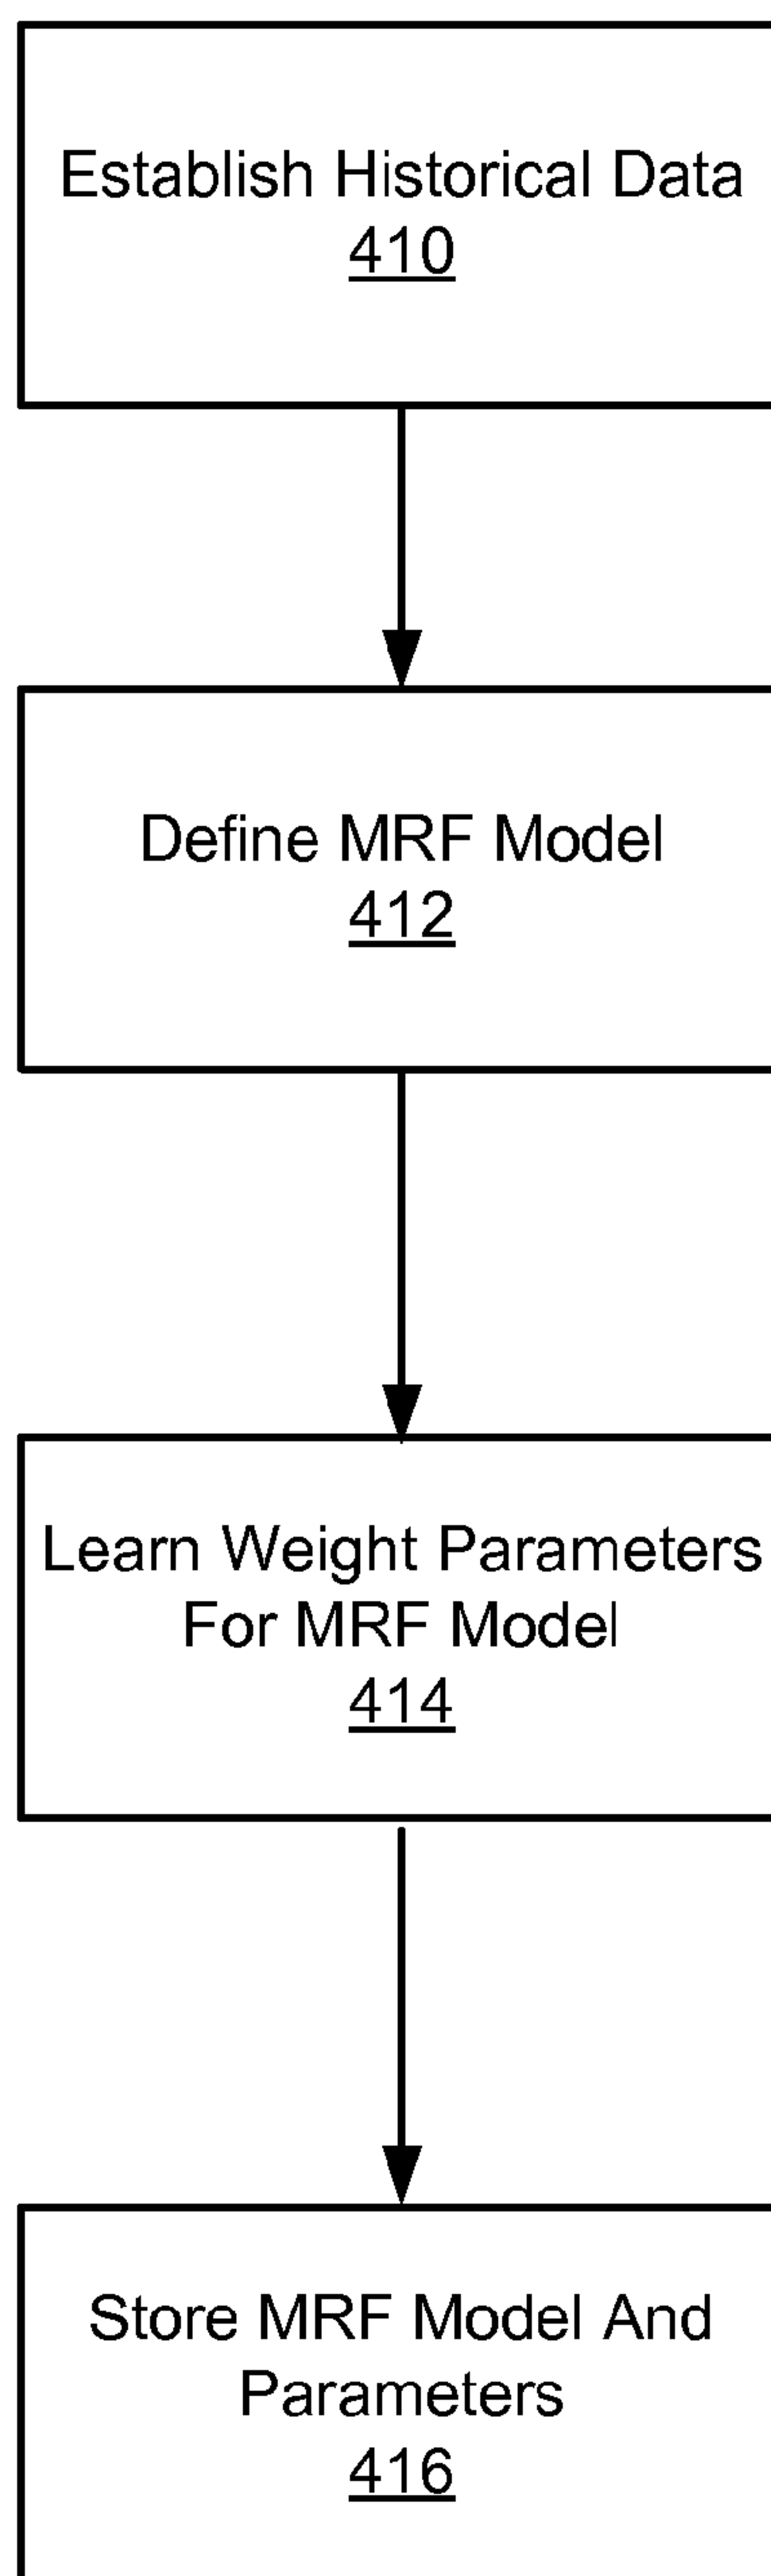 Establish Historical Data
410
Define MRF Model
412
Learn Weight Parameters
For MRF Model
414
Store MRF Model And
Parameters
416